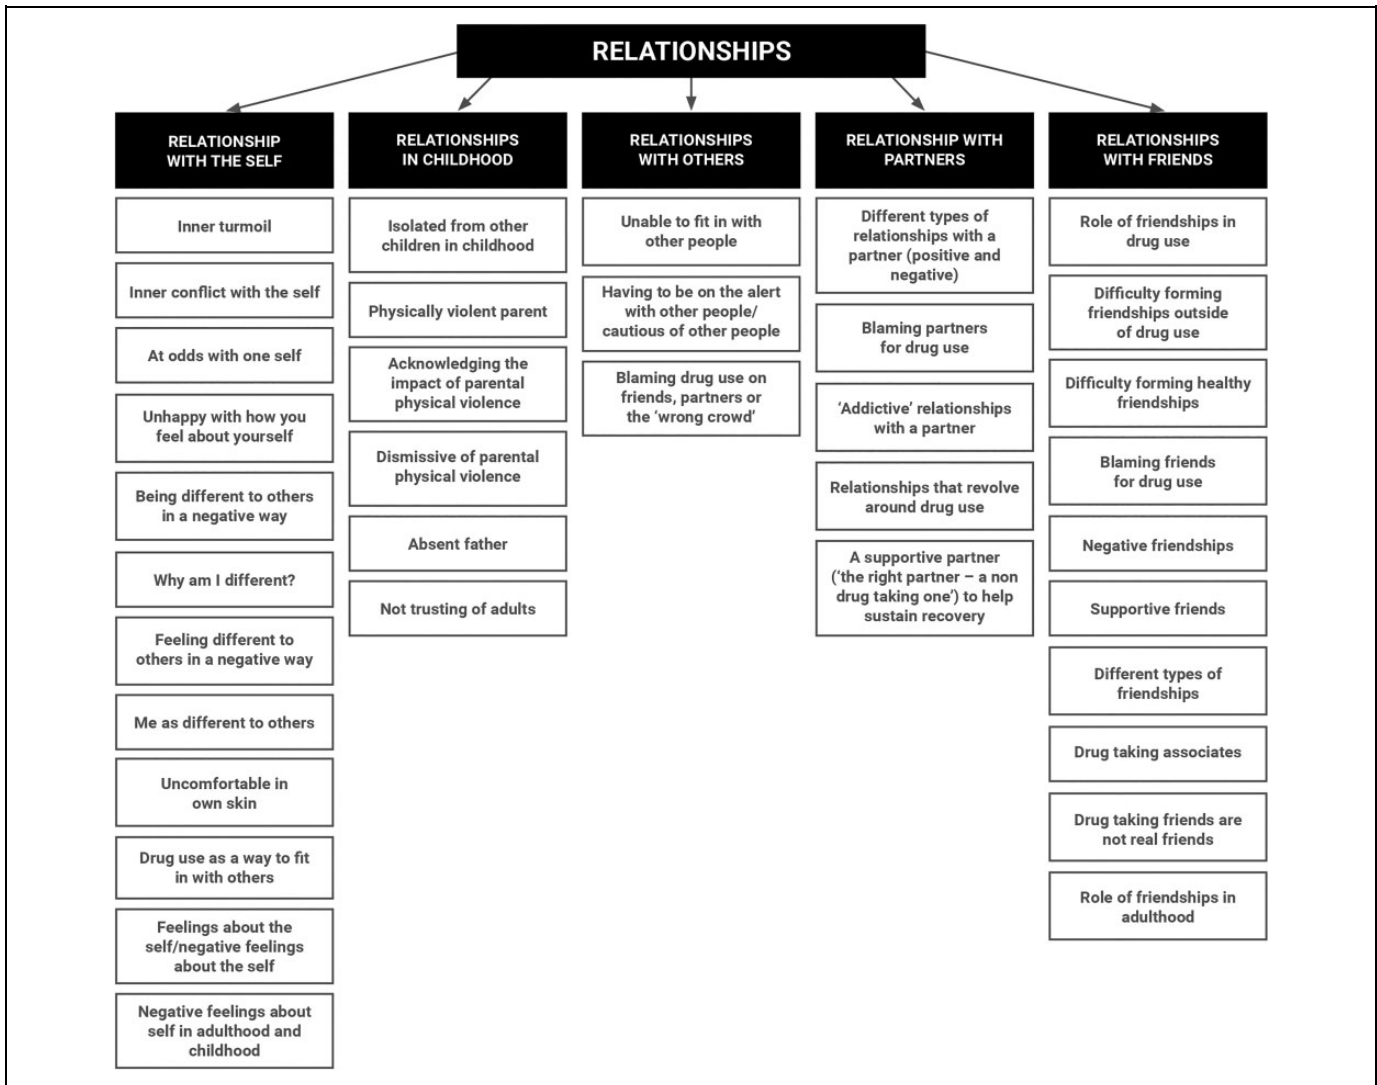 RELATIONSHIPS
RELATIONSHIP
WITH THE SELF
Inner turmoil
Inner conflict with the self
At odds with one self
Unhappy with how you
feel about yourself
Being different to others
in a negative way
Why am I different?
Feeling different to
others in a negative way
Me as different to others
Uncomfortable in
own skin
Drug use as a way to fit
in with others
Feelings about the
self/negative feelings
about the self
Negative feelings about
self in adulthood and
childhood
RELATIONSHIPS
IN CHILDHOOD
Isolated from other
children in childhood
Physically violent parent
Acknowledging the
impact of parental
physical violence
Dismissive of parental
physical violence
Absent father
Not trusting of adults
RELATIONSHIPS
WITH OTHERS
Unable to fit in with
other people
Having to be on the alert
with other people/
cautious of other people
Blaming drug use on
friends, partners or
the ‘wrong crowd’
RELATIONSHIP WITH
PARTNERS
Different types of
relationships with a
partner (positive and
negative)
Blaming partners
for drug use
‘Addictive’ relationships
with a partner
Relationships that revolve
around drug use
A supportive partner
(‘the right partner – a non
drug taking one’) to help
sustain recovery
RELATIONSHIPS
WITH FRIENDS
Role of friendships in
drug use
Difficulty forming
friendships outside
of drug use
Difficulty forming healthy
friendships
Blaming friends
for drug use
Negative friendships
Supportive friends
Different types of
friendships
Drug taking associates
Drug taking friends are
not real friends
Role of friendships in
adulthood